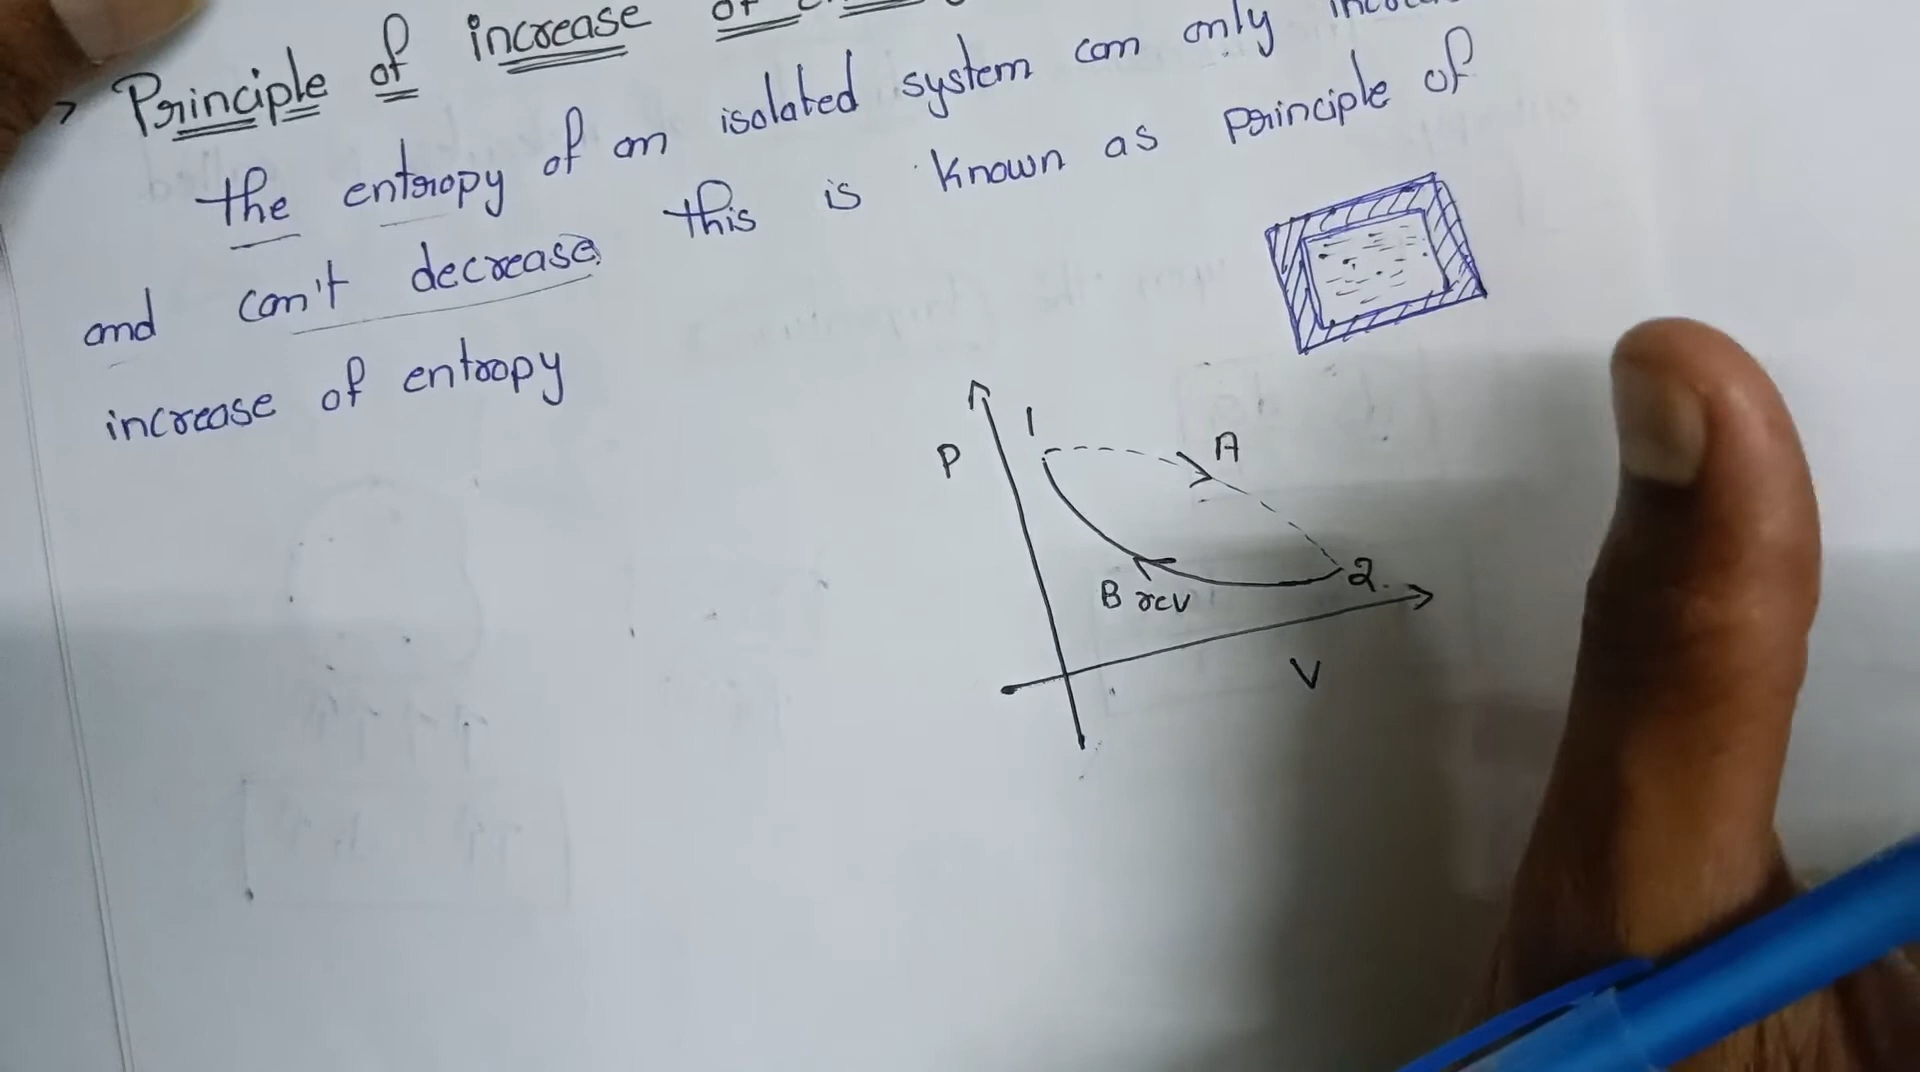 Principle of increase of
the entropy of an isolated system can only
and can't decrease this is known as principle of
increase of entropy
P
1
A
B rev
2
V